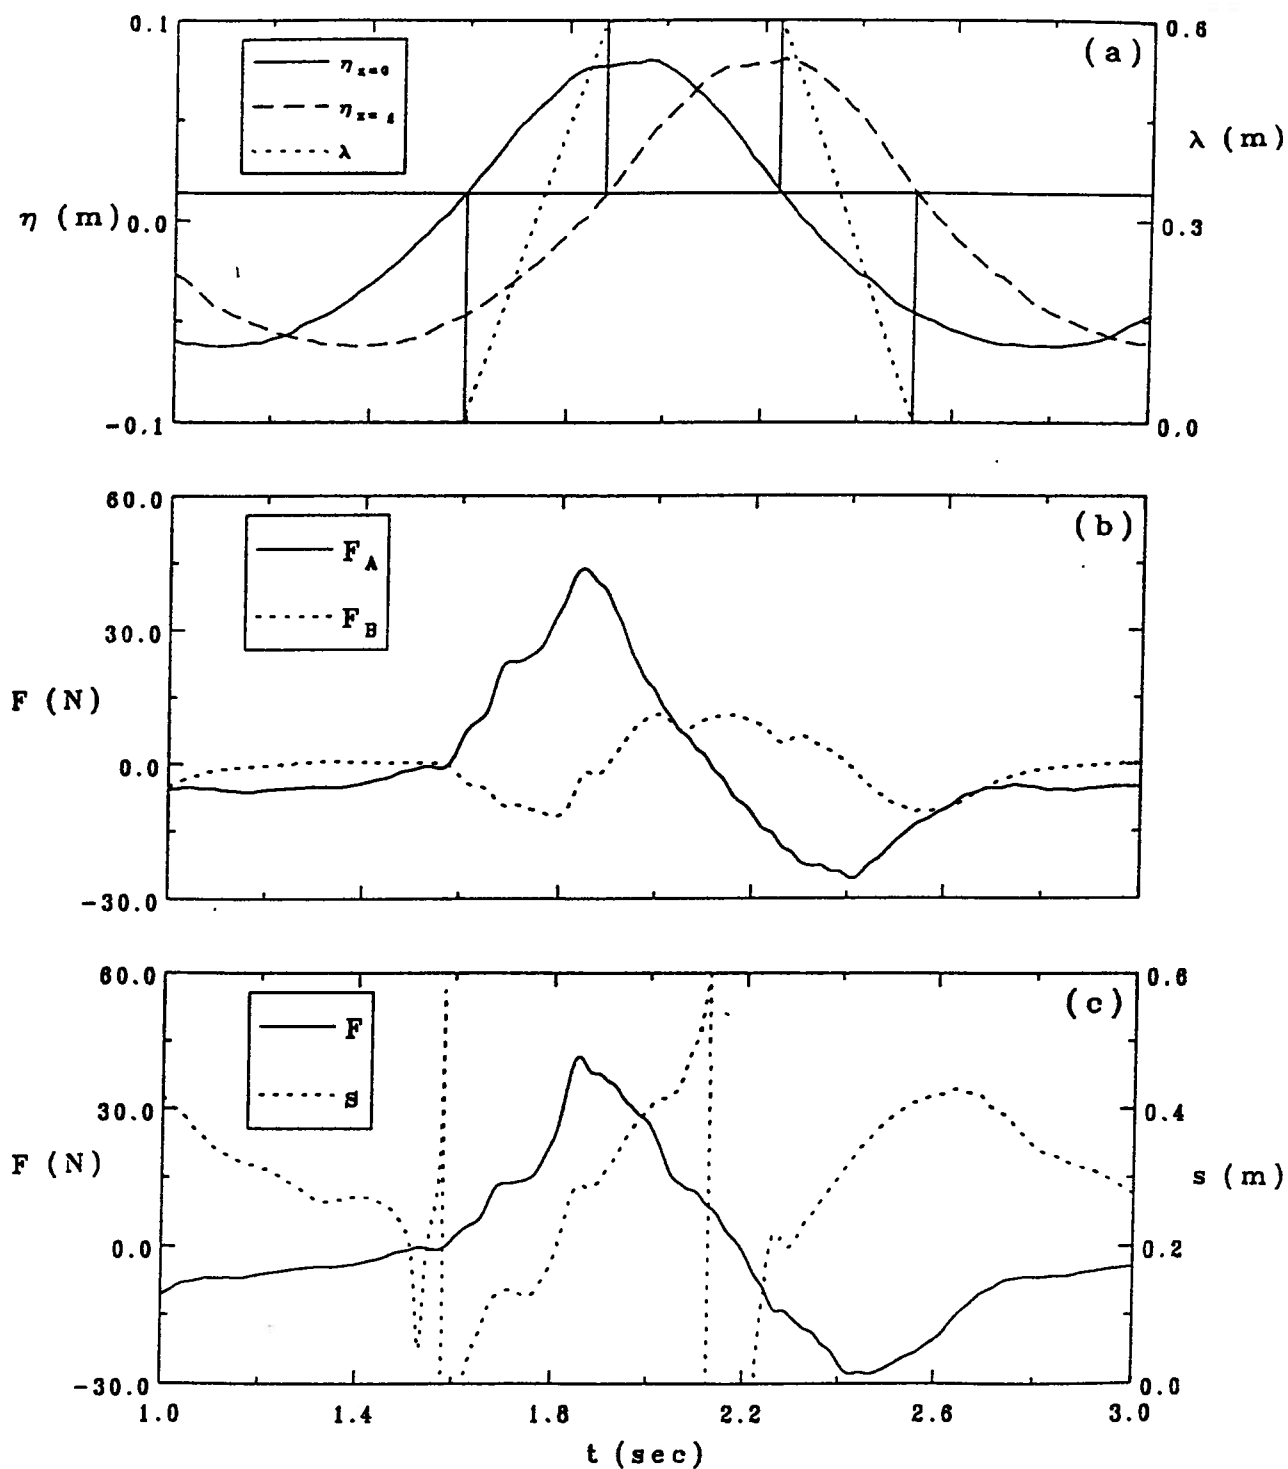 0.1
0.6
(a)
η x=0
η x=ℓ
λ
λ (m)
η (m)
0.0
0.3
-0.1
0.0
60.0
(b)
F A
F B
30.0
F (N)
0.0
-30.0
60.0
0.6
(c)
F
S
30.0
0.4
F (N)
s (m)
0.0
0.2
-30.0
0.0
1.0 1.4 1.8 2.2 2.6 3.0
t (sec)